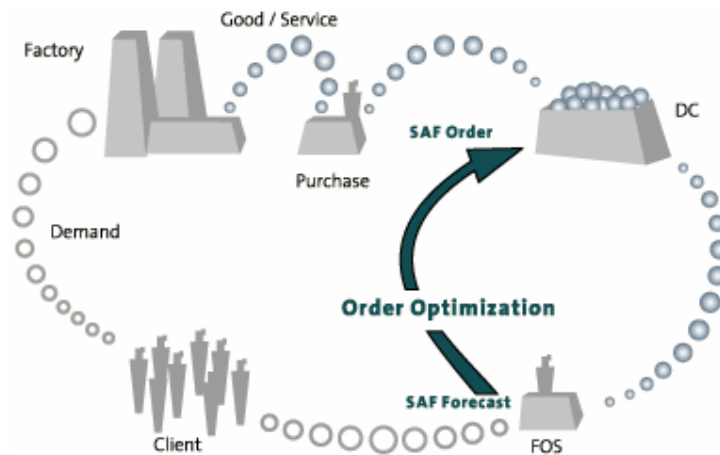 Good / Service
Factory
DC
SAF Order
Purchase
Demand
Order Optimization
SAF Forecast
Client
FOS